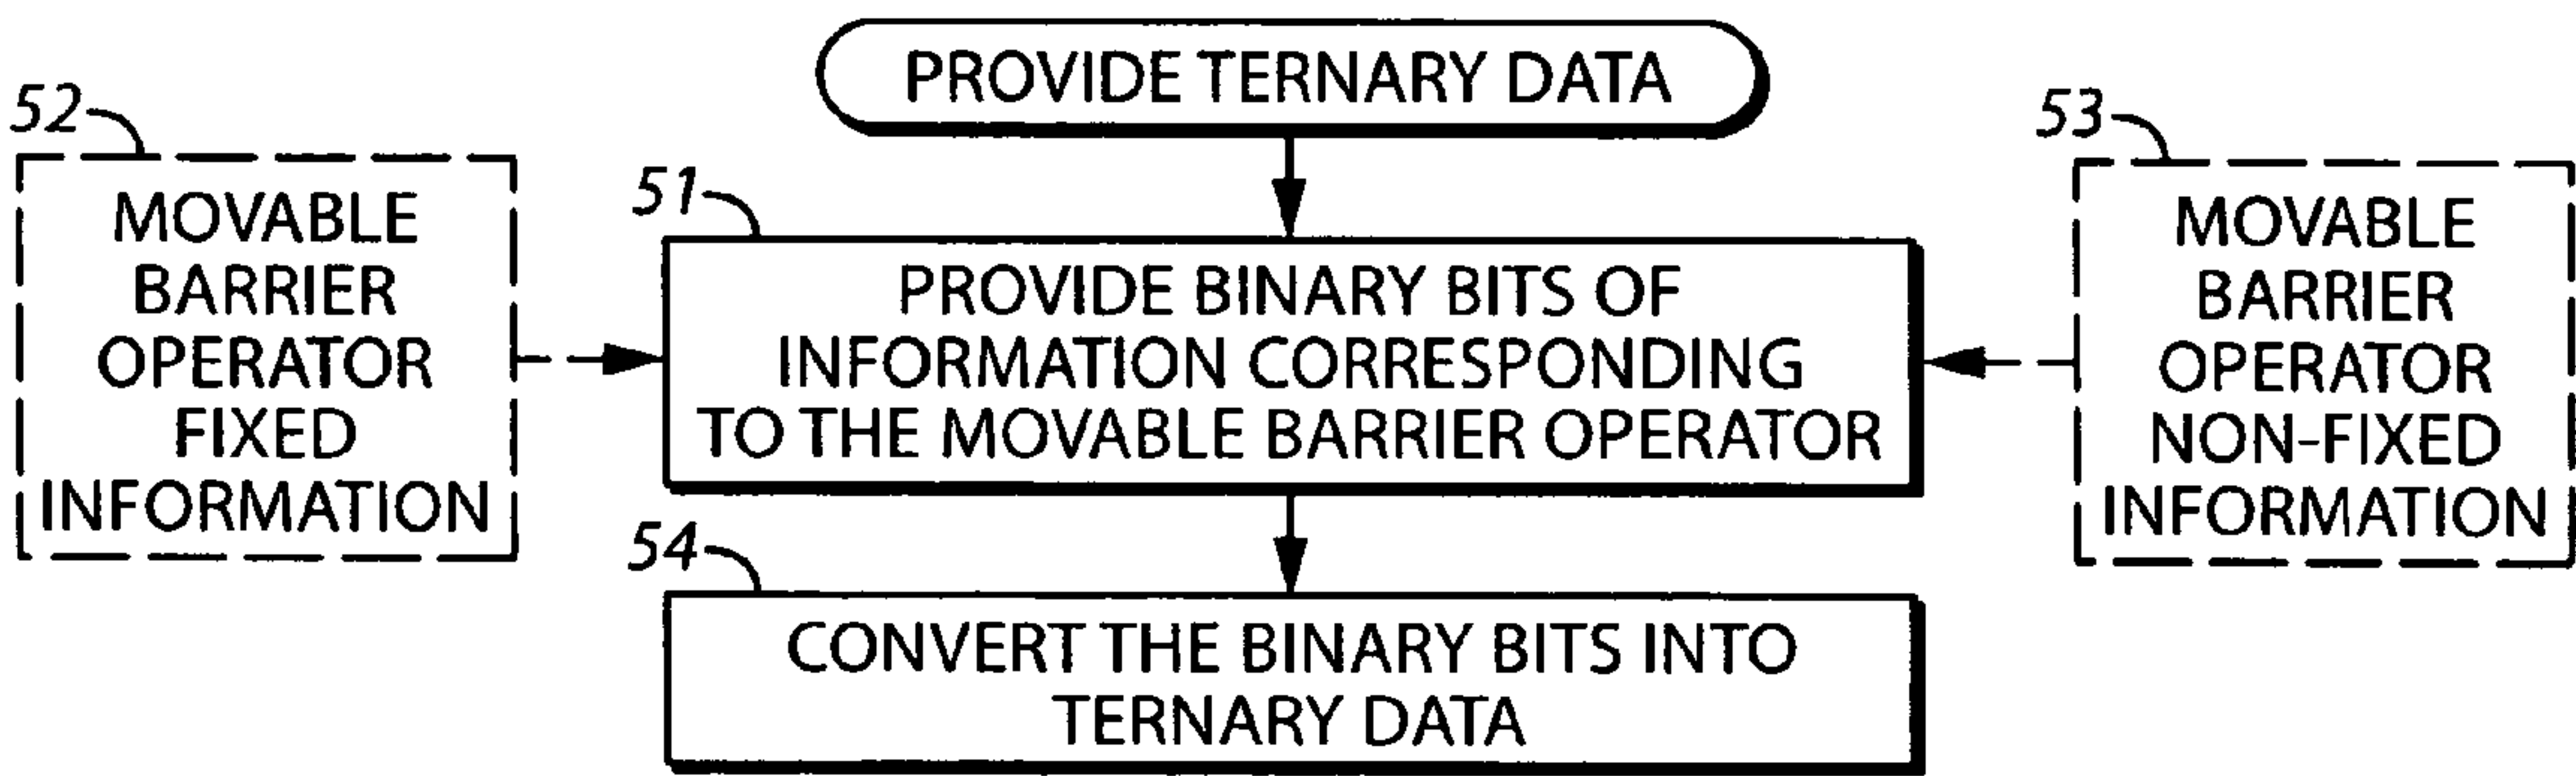 PROVIDE TERNARY DATA
52
MOVABLE
BARRIER
OPERATOR
FIXED
INFORMATION
51
PROVIDE BINARY BITS OF
INFORMATION CORRESPONDING
TO THE MOVABLE BARRIER OPERATOR
53
MOVABLE
BARRIER
OPERATOR
NON-FIXED
INFORMATION
54
CONVERT THE BINARY BITS INTO
TERNARY DATA